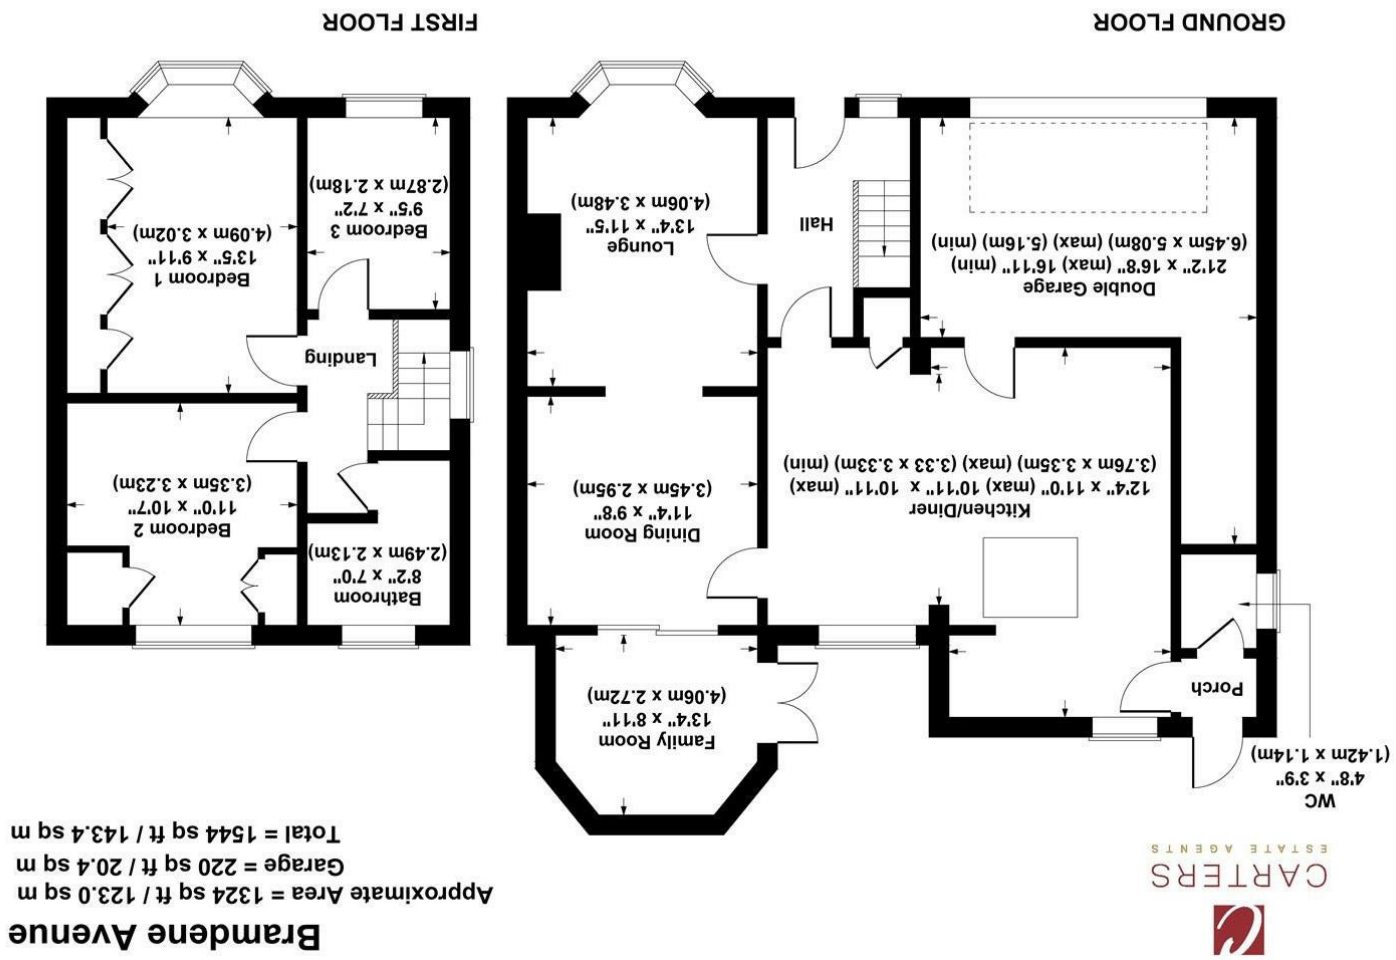 Bramdene Avenue
Approximate Area = 1324 sq ft / 123.0 sq m
Garage = 220 sq ft / 20.4 sq m
Total = 1544 sq ft / 143.4 sq m
CARTERS
ESTATE AGENTS
WC
4'8" x 3'9"
(1.42m x 1.14m)
Porch
Family Room
13'4" x 8'11"
(4.06m x 2.72m)
Kitchen/Diner
12'4" x 11'0" (max) 10'11" x 10'11" (max)
(3.76m x 3.35m) (max) (3.33 x 3.33m) (min)
Dining Room
11'4" x 9'8"
(3.45m x 2.95m)
Double Garage
21'2" x 16'8" (max) 16'11" (min)
(6.45m x 5.08m) (max) (5.16m) (min)
Hall
Lounge
13'4" x 11'5"
(4.06m x 3.48m)
GROUND FLOOR
Bathroom
8'2" x 7'0"
(2.49m x 2.13m)
Bedroom 2
11'0" x 10'7"
(3.35m x 3.23m)
Landing
Bedroom 3
9'5" x 7'2"
(2.87m x 2.18m)
Bedroom 1
13'5" x 9'11"
(4.09m x 3.02m)
FIRST FLOOR